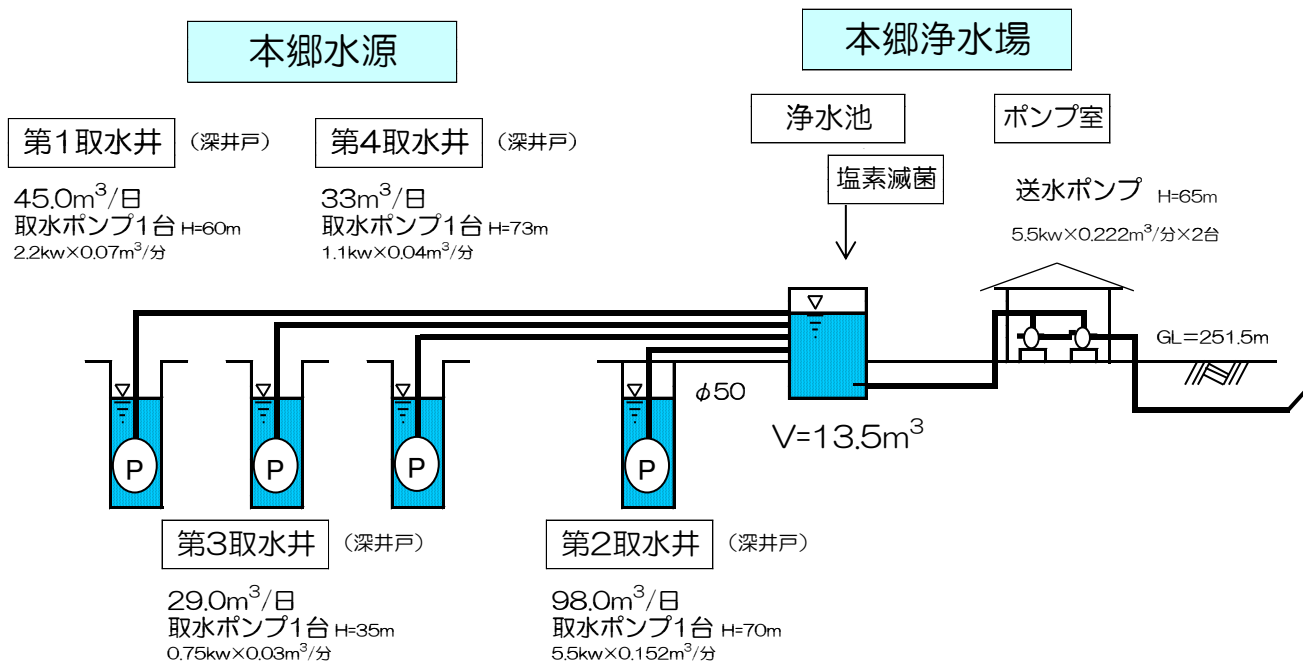 本郷水源
本郷浄水場
第1取水井 （深井戸）
45.0m³/日
取水ポンプ1台 H=60m
2.2kw×0.07m³/分
第4取水井 （深井戸）
33m³/日
取水ポンプ1台 H=73m
1.1kw×0.04m³/分
浄水池
塩素滅菌
ポンプ室
送水ポンプ H=65m
5.5kw×0.222m³/分×2台
GL=251.5m
φ50
V=13.5m³
P
P
P
P
第3取水井 （深井戸）
29.0m³/日
取水ポンプ1台 H=35m
0.75kw×0.03m³/分
第2取水井 （深井戸）
98.0m³/日
取水ポンプ1台 H=70m
5.5kw×0.152m³/分